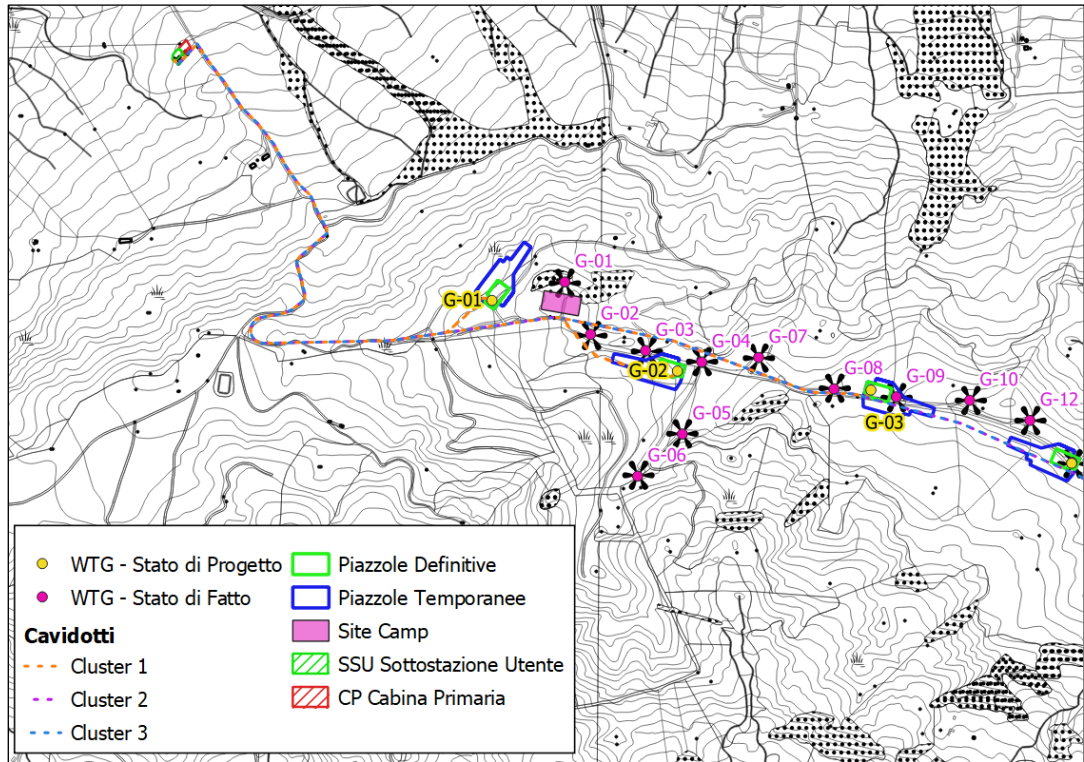 G-01
G-01
G-02
G-03
G-04
G-07
G-02
G-08
G-09
G-10
G-03
G-12
G-05
G-06
WTG - Stato di Progetto
WTG - Stato di Fatto
Cavidotti
Cluster 1
Cluster 2
Cluster 3
Piazzole Definitive
Piazzole Temporanee
Site Camp
SSU Sottostazione Utente
CP Cabina Primaria